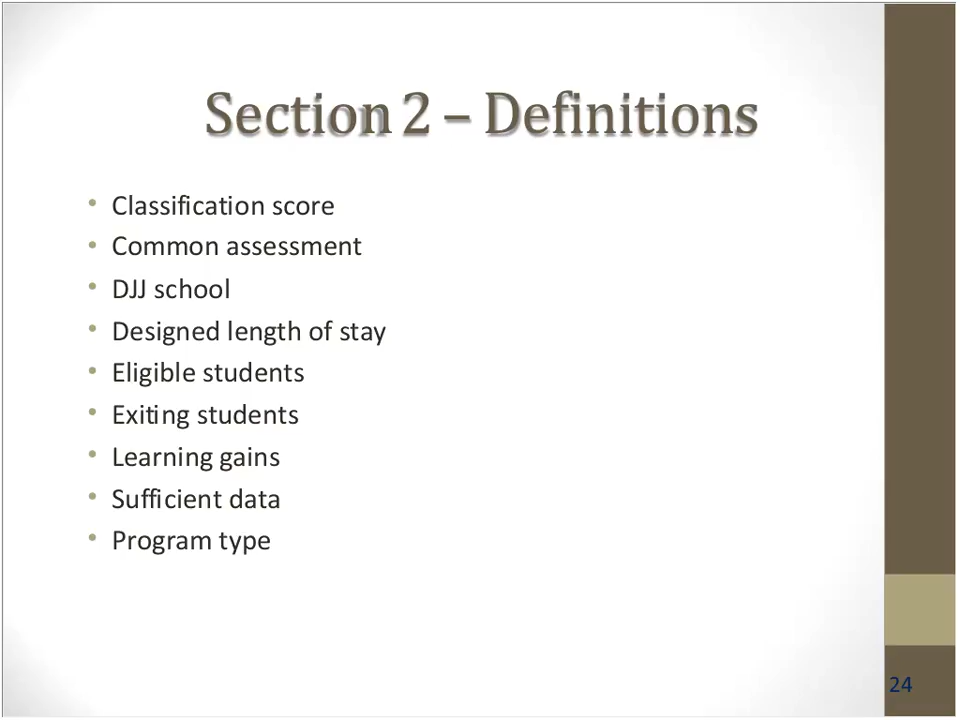 Section 2 – Definitions
• Classification score
• Common assessment
• DJJ school
• Designed length of stay
• Eligible students
• Exiting students
• Learning gains
• Sufficient data
• Program type
24